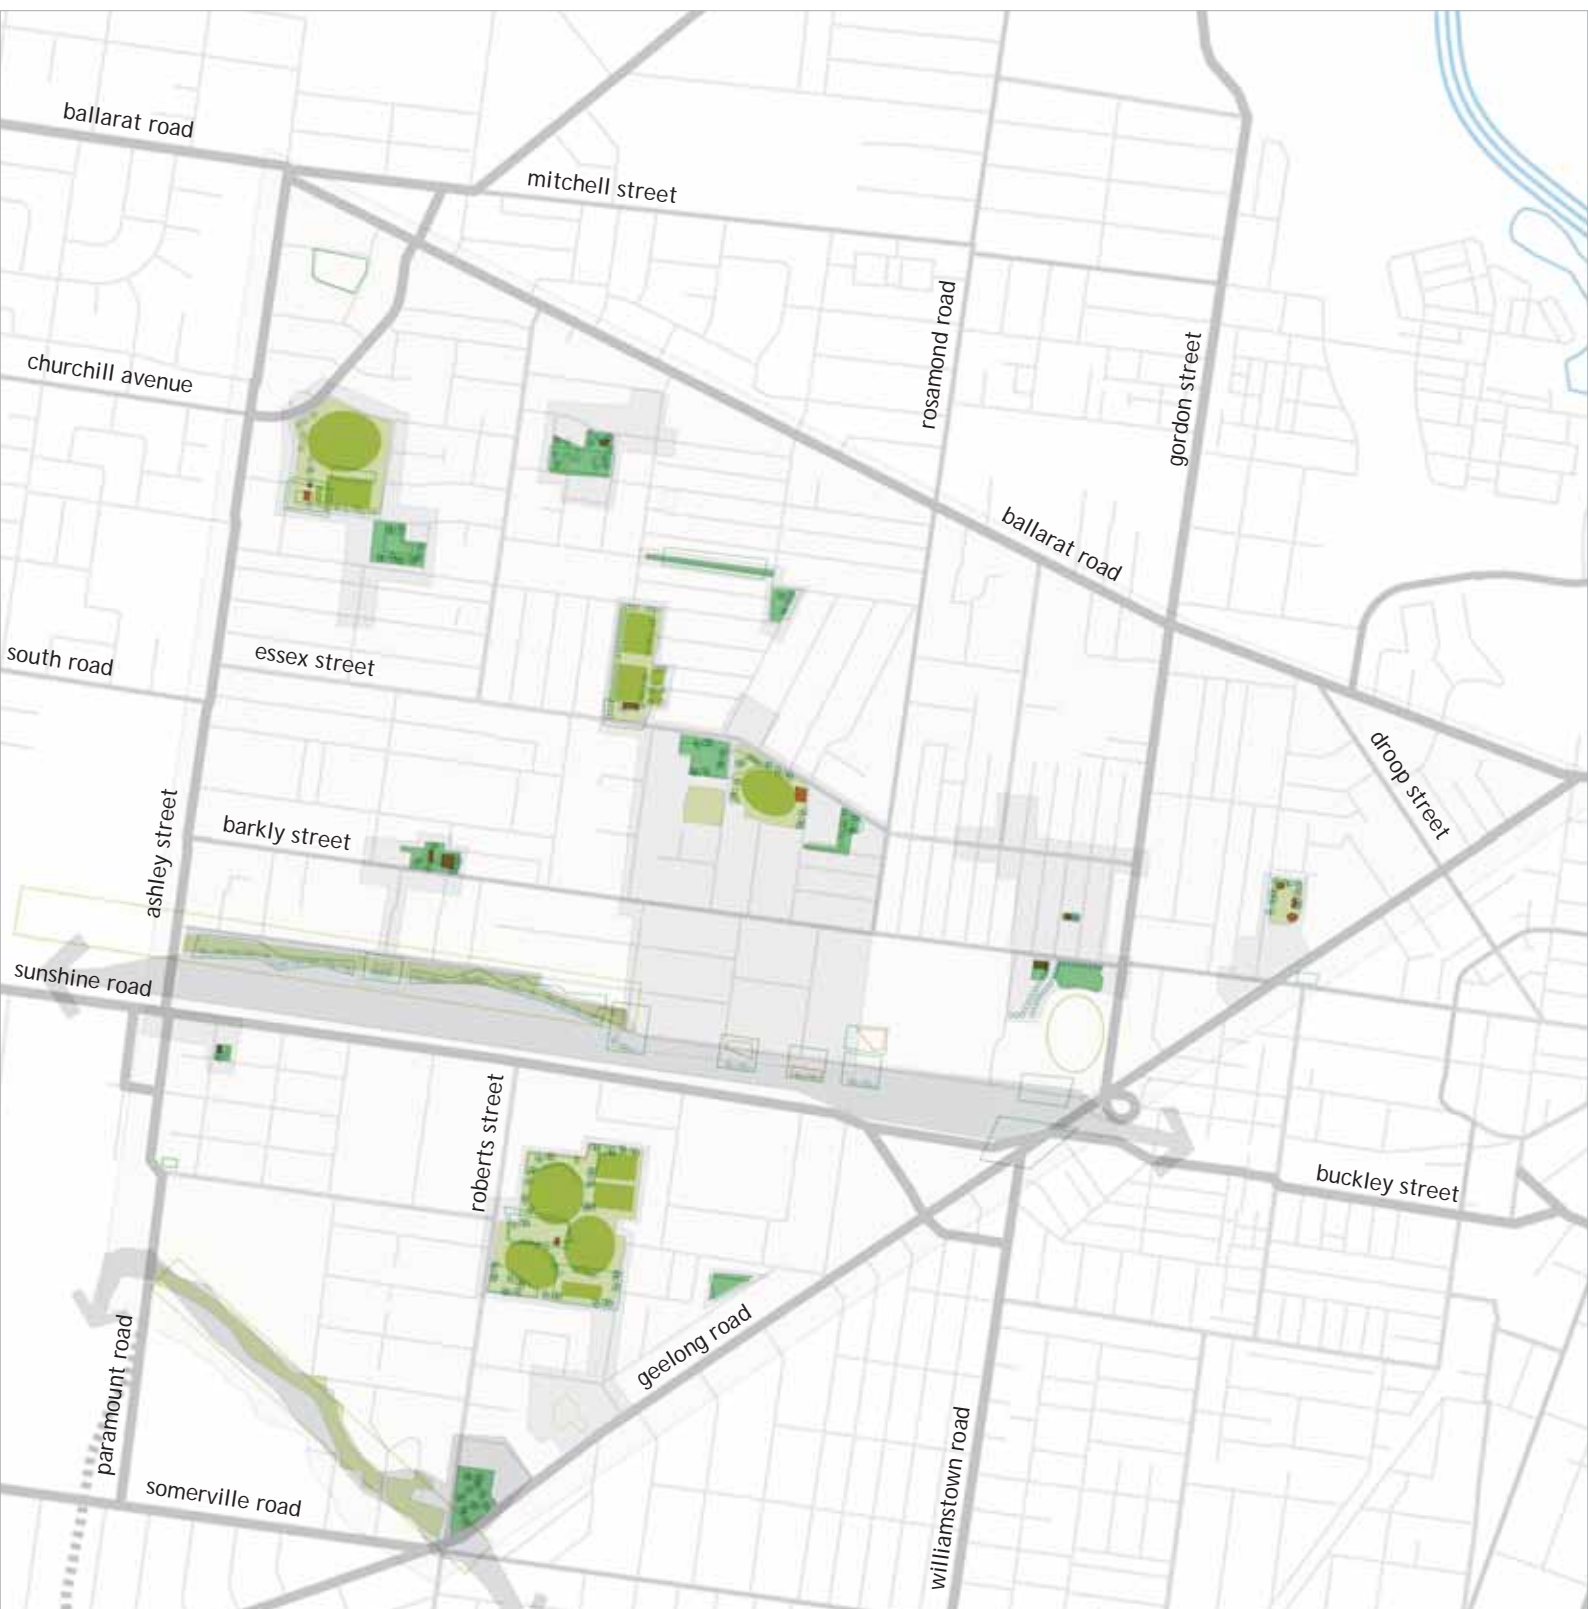 ballarat road
mitchell street
rosamond road
churchill avenue
gordon street
ballarat road
south road
essex street
droop street
ashley street
barkly street
sunshine road
roberts street
buckley street
geelong road
paramount road
williamstown road
somerville road